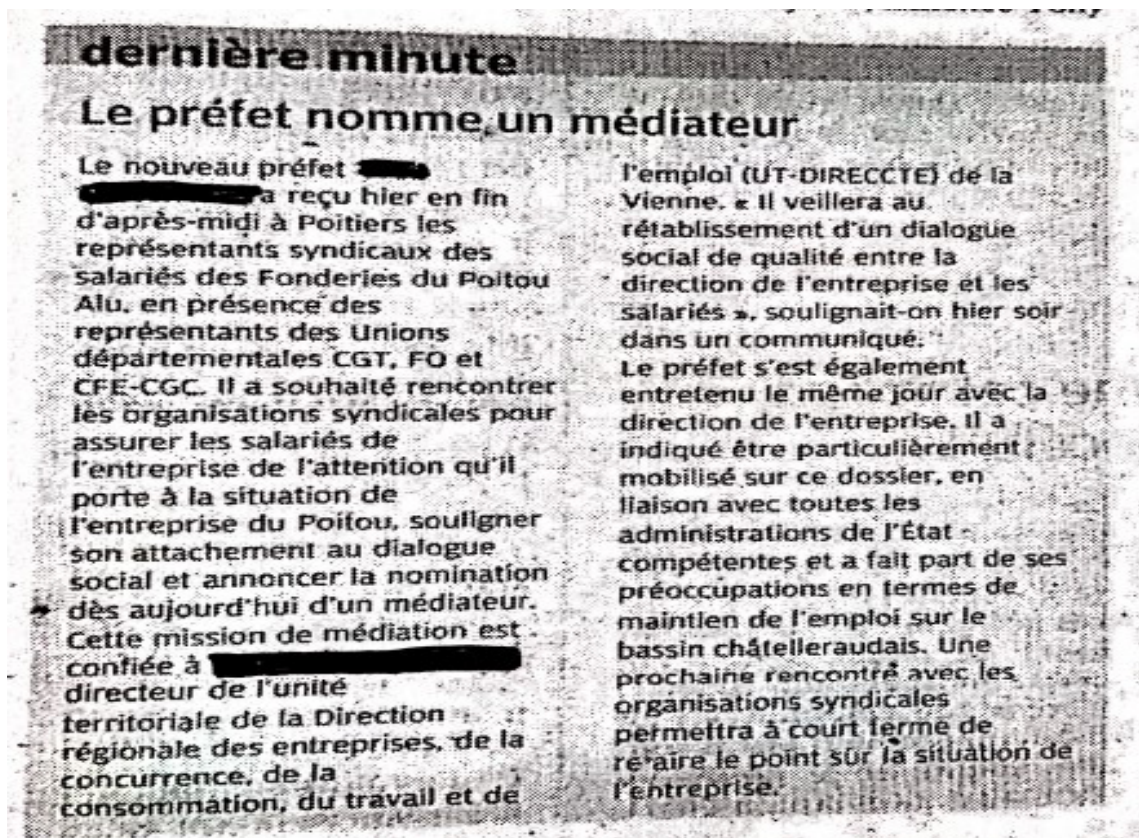 dernière minute
Le préfet nomme un médiateur
Le nouveau préfet
a reçu hier en fin
d'après-midi à Poitiers les
représentants syndicaux des
salariés des Fonderies du Poitou
Alu, en présence des
représentants des Unions
départementales CGT, FO et
CFE-CGC. Il a souhaité rencontrer
les organisations syndicales pour
assurer les salariés de
l'entreprise de l'attention qu'il
porte à la situation de
l'entreprise du Poitou, souligner
son attachement au dialogue
social et annoncer la nomination
dès aujourd'hui d'un médiateur.
Cette mission de médiation est
confiée à
directeur de l'unité
territoriale de la Direction
régionale des entreprises, de la
concurrence, de la
consommation, du travail et de
l'emploi (UT-DIRECCTE) de la
Vienne. « Il veillera au
rétablissement d'un dialogue
social de qualité entre la
direction de l'entreprise et les
salariés », soulignait-on hier soir
dans un communiqué.
Le préfet s'est également
entretenu le même jour avec la
direction de l'entreprise. Il a
indiqué être particulièrement
mobilisé sur ce dossier, en
liaison avec toutes les
administrations de l'État
compétentes et a fait part de ses
préoccupations en termes de
maintien de l'emploi sur le
bassin châtelleraudais. Une
prochaine rencontre avec les
organisations syndicales
permettra à court terme de
refaire le point sur la situation de
l'entreprise.